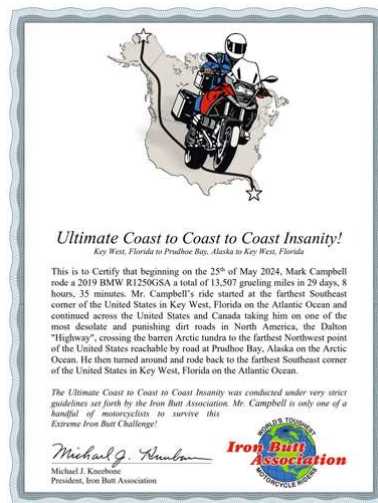 Ultimate Coast to Coast to Coast Insanity!
Key West, Florida to Prudhoe Bay, Alaska to Key West, Florida
This is to Certify that beginning on the 25th of May 2024, Mark Campbell
rode a 2019 BMW R1250GSA a total of 13,507 grueling miles in 29 days, 8
hours, 35 minutes. Mr. Campbell's ride started at the farthest Southeast
corner of the United States in Key West, Florida on the Atlantic Ocean and
continued across the United States and Canada taking him on one of the
most desolate and punishing dirt roads in North America, the Dalton
"Highway", crossing the barren Arctic tundra to the farthest Northwest point
of the United States reachable by road at Prudhoe Bay, Alaska on the Arctic
Ocean. He then turned around and rode back to the farthest Southeast corner
of the United States in Key West, Florida on the Atlantic Ocean.
The Ultimate Coast to Coast to Coast Insanity was conducted under very strict
guidelines set forth by the Iron Butt Association. Mr. Campbell is only one of a
handful of motorcyclists to survive this
Extreme Iron Butt Challenge!
Michael J. Kneebone
Michael J. Kneebone
President, Iron Butt Association
WORLD'S TOUGHEST
Iron Butt
Association
MOTORCYCLE RIDERS